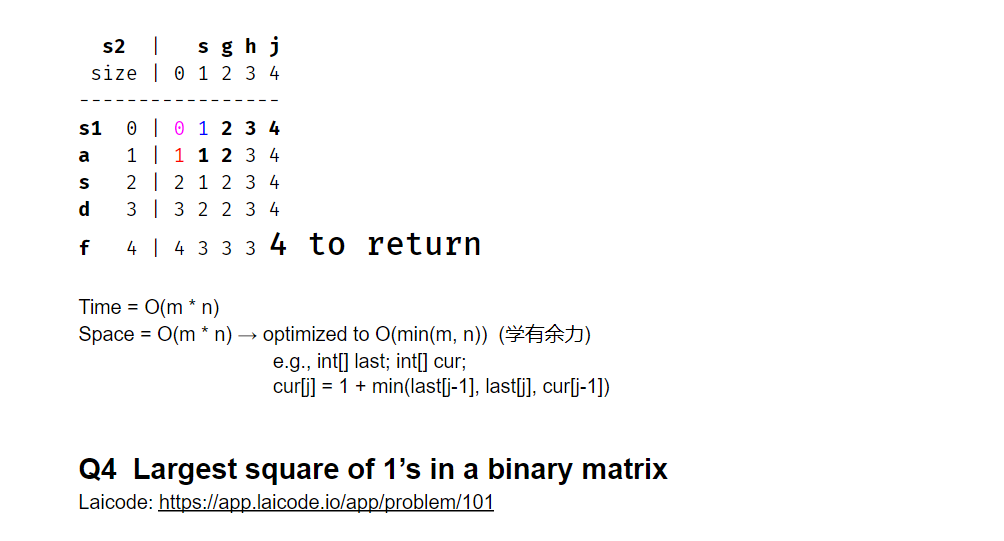 s2 | s g h j
size | 0 1 2 3 4
-----------------
s1 0 | 0 1 2 3 4
a 1 | 1 1 2 3 4
s 2 | 2 1 2 3 4
d 3 | 3 2 2 3 4
f 4 | 4 3 3 3 4 to return
Time = O(m * n)
Space = O(m * n) → optimized to O(min(m, n)) (学有余力)
e.g., int[] last; int[] cur;
cur[j] = 1 + min(last[j-1], last[j], cur[j-1])
Q4 Largest square of 1’s in a binary matrix
Laicode: https://app.laicode.io/app/problem/101